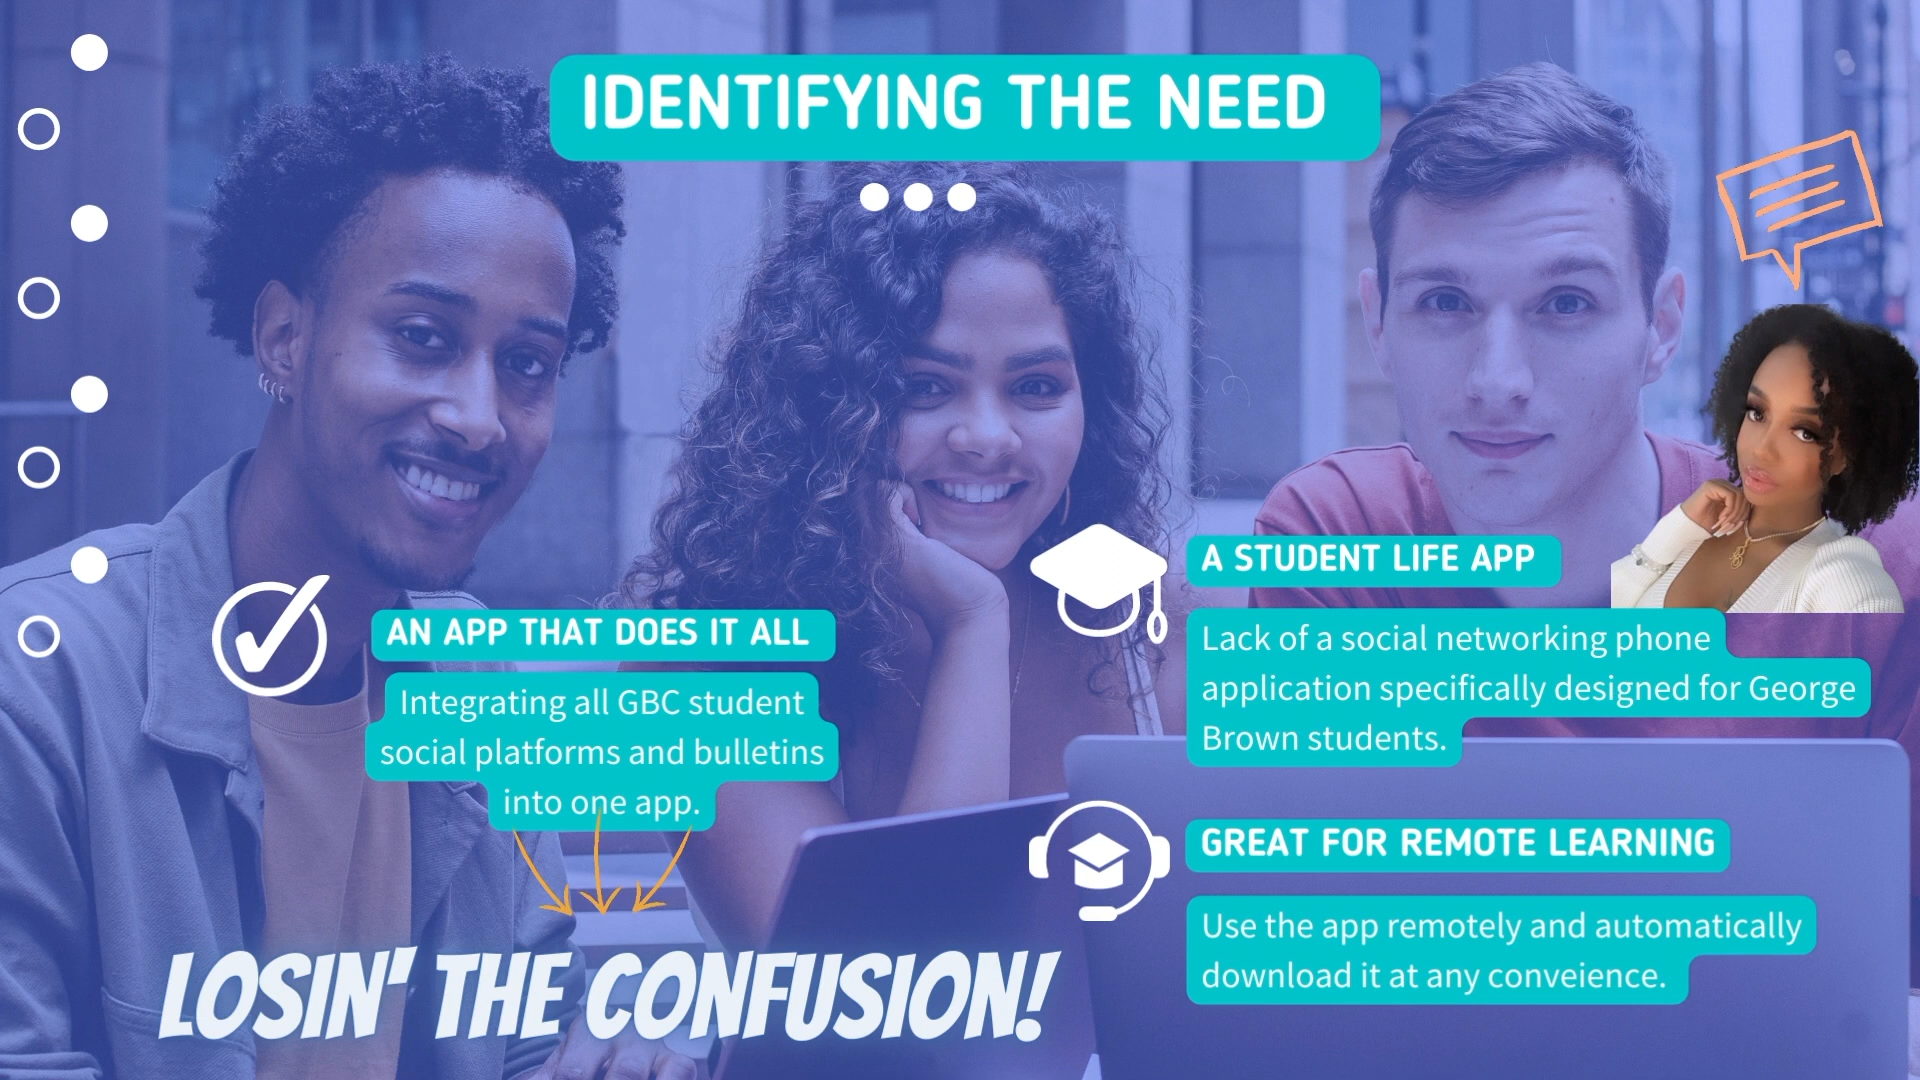 IDENTIFYING THE NEED
AN APP THAT DOES IT ALL
Integrating all GBC student
social platforms and bulletins
into one app.
LOSIN' THE CONFUSION!
A STUDENT LIFE APP
Lack of a social networking phone
application specifically designed for George
Brown students.
GREAT FOR REMOTE LEARNING
Use the app remotely and automatically
download it at any conveience.